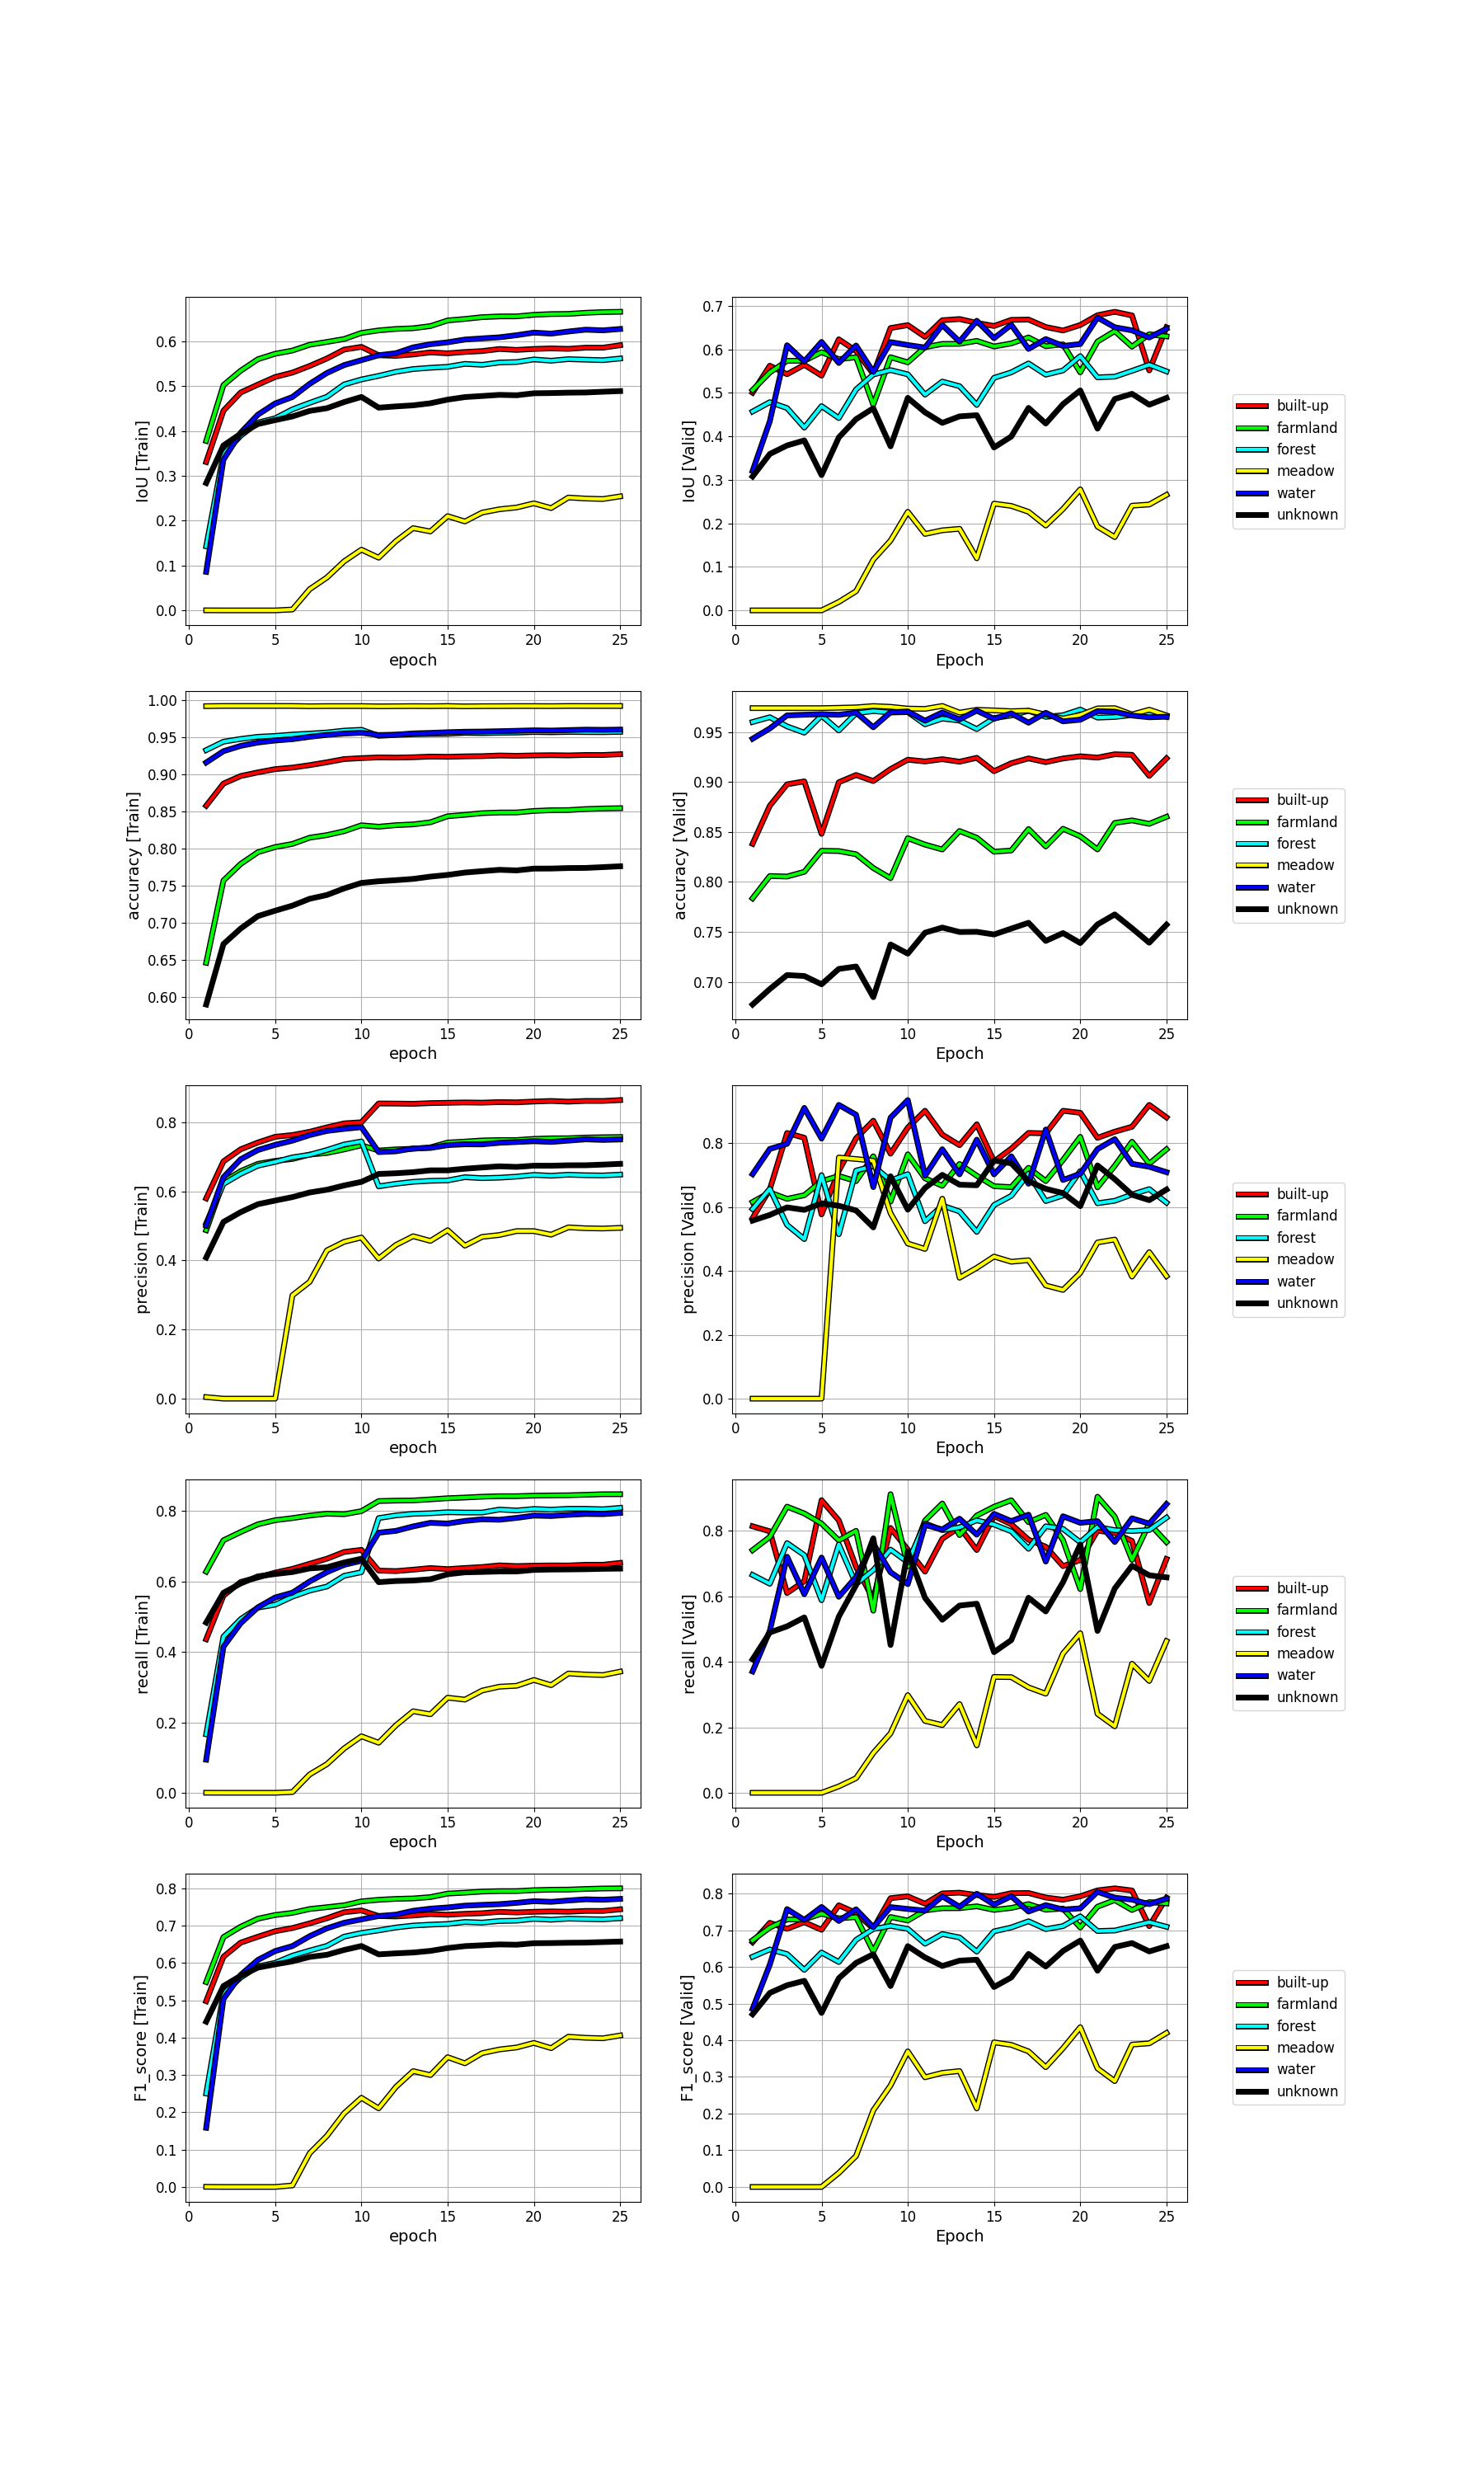 0.6
0.5
0.4
0.3
0.2
0.1
0.0
IoU [Train]
0 5 10 15 20 25
epoch
0.7
0.6
0.5
0.4
0.3
0.2
0.1
0.0
IoU [Valid]
0 5 10 15 20 25
Epoch
built-up
farmland
forest
meadow
water
unknown
1.00
0.95
0.90
0.85
0.80
0.75
0.70
0.65
0.60
accuracy [Train]
0 5 10 15 20 25
epoch
0.95
0.90
0.85
0.80
0.75
0.70
accuracy [Valid]
0 5 10 15 20 25
Epoch
built-up
farmland
forest
meadow
water
unknown
0.8
0.6
0.4
0.2
0.0
precision [Train]
0 5 10 15 20 25
epoch
0.8
0.6
0.4
0.2
0.0
precision [Valid]
0 5 10 15 20 25
Epoch
built-up
farmland
forest
meadow
water
unknown
0.8
0.6
0.4
0.2
0.0
recall [Train]
0 5 10 15 20 25
epoch
0.8
0.6
0.4
0.2
0.0
recall [Valid]
0 5 10 15 20 25
Epoch
built-up
farmland
forest
meadow
water
unknown
0.8
0.7
0.6
0.5
0.4
0.3
0.2
0.1
0.0
F1_score [Train]
0 5 10 15 20 25
epoch
0.8
0.7
0.6
0.5
0.4
0.3
0.2
0.1
0.0
F1_score [Valid]
0 5 10 15 20 25
Epoch
built-up
farmland
forest
meadow
water
unknown